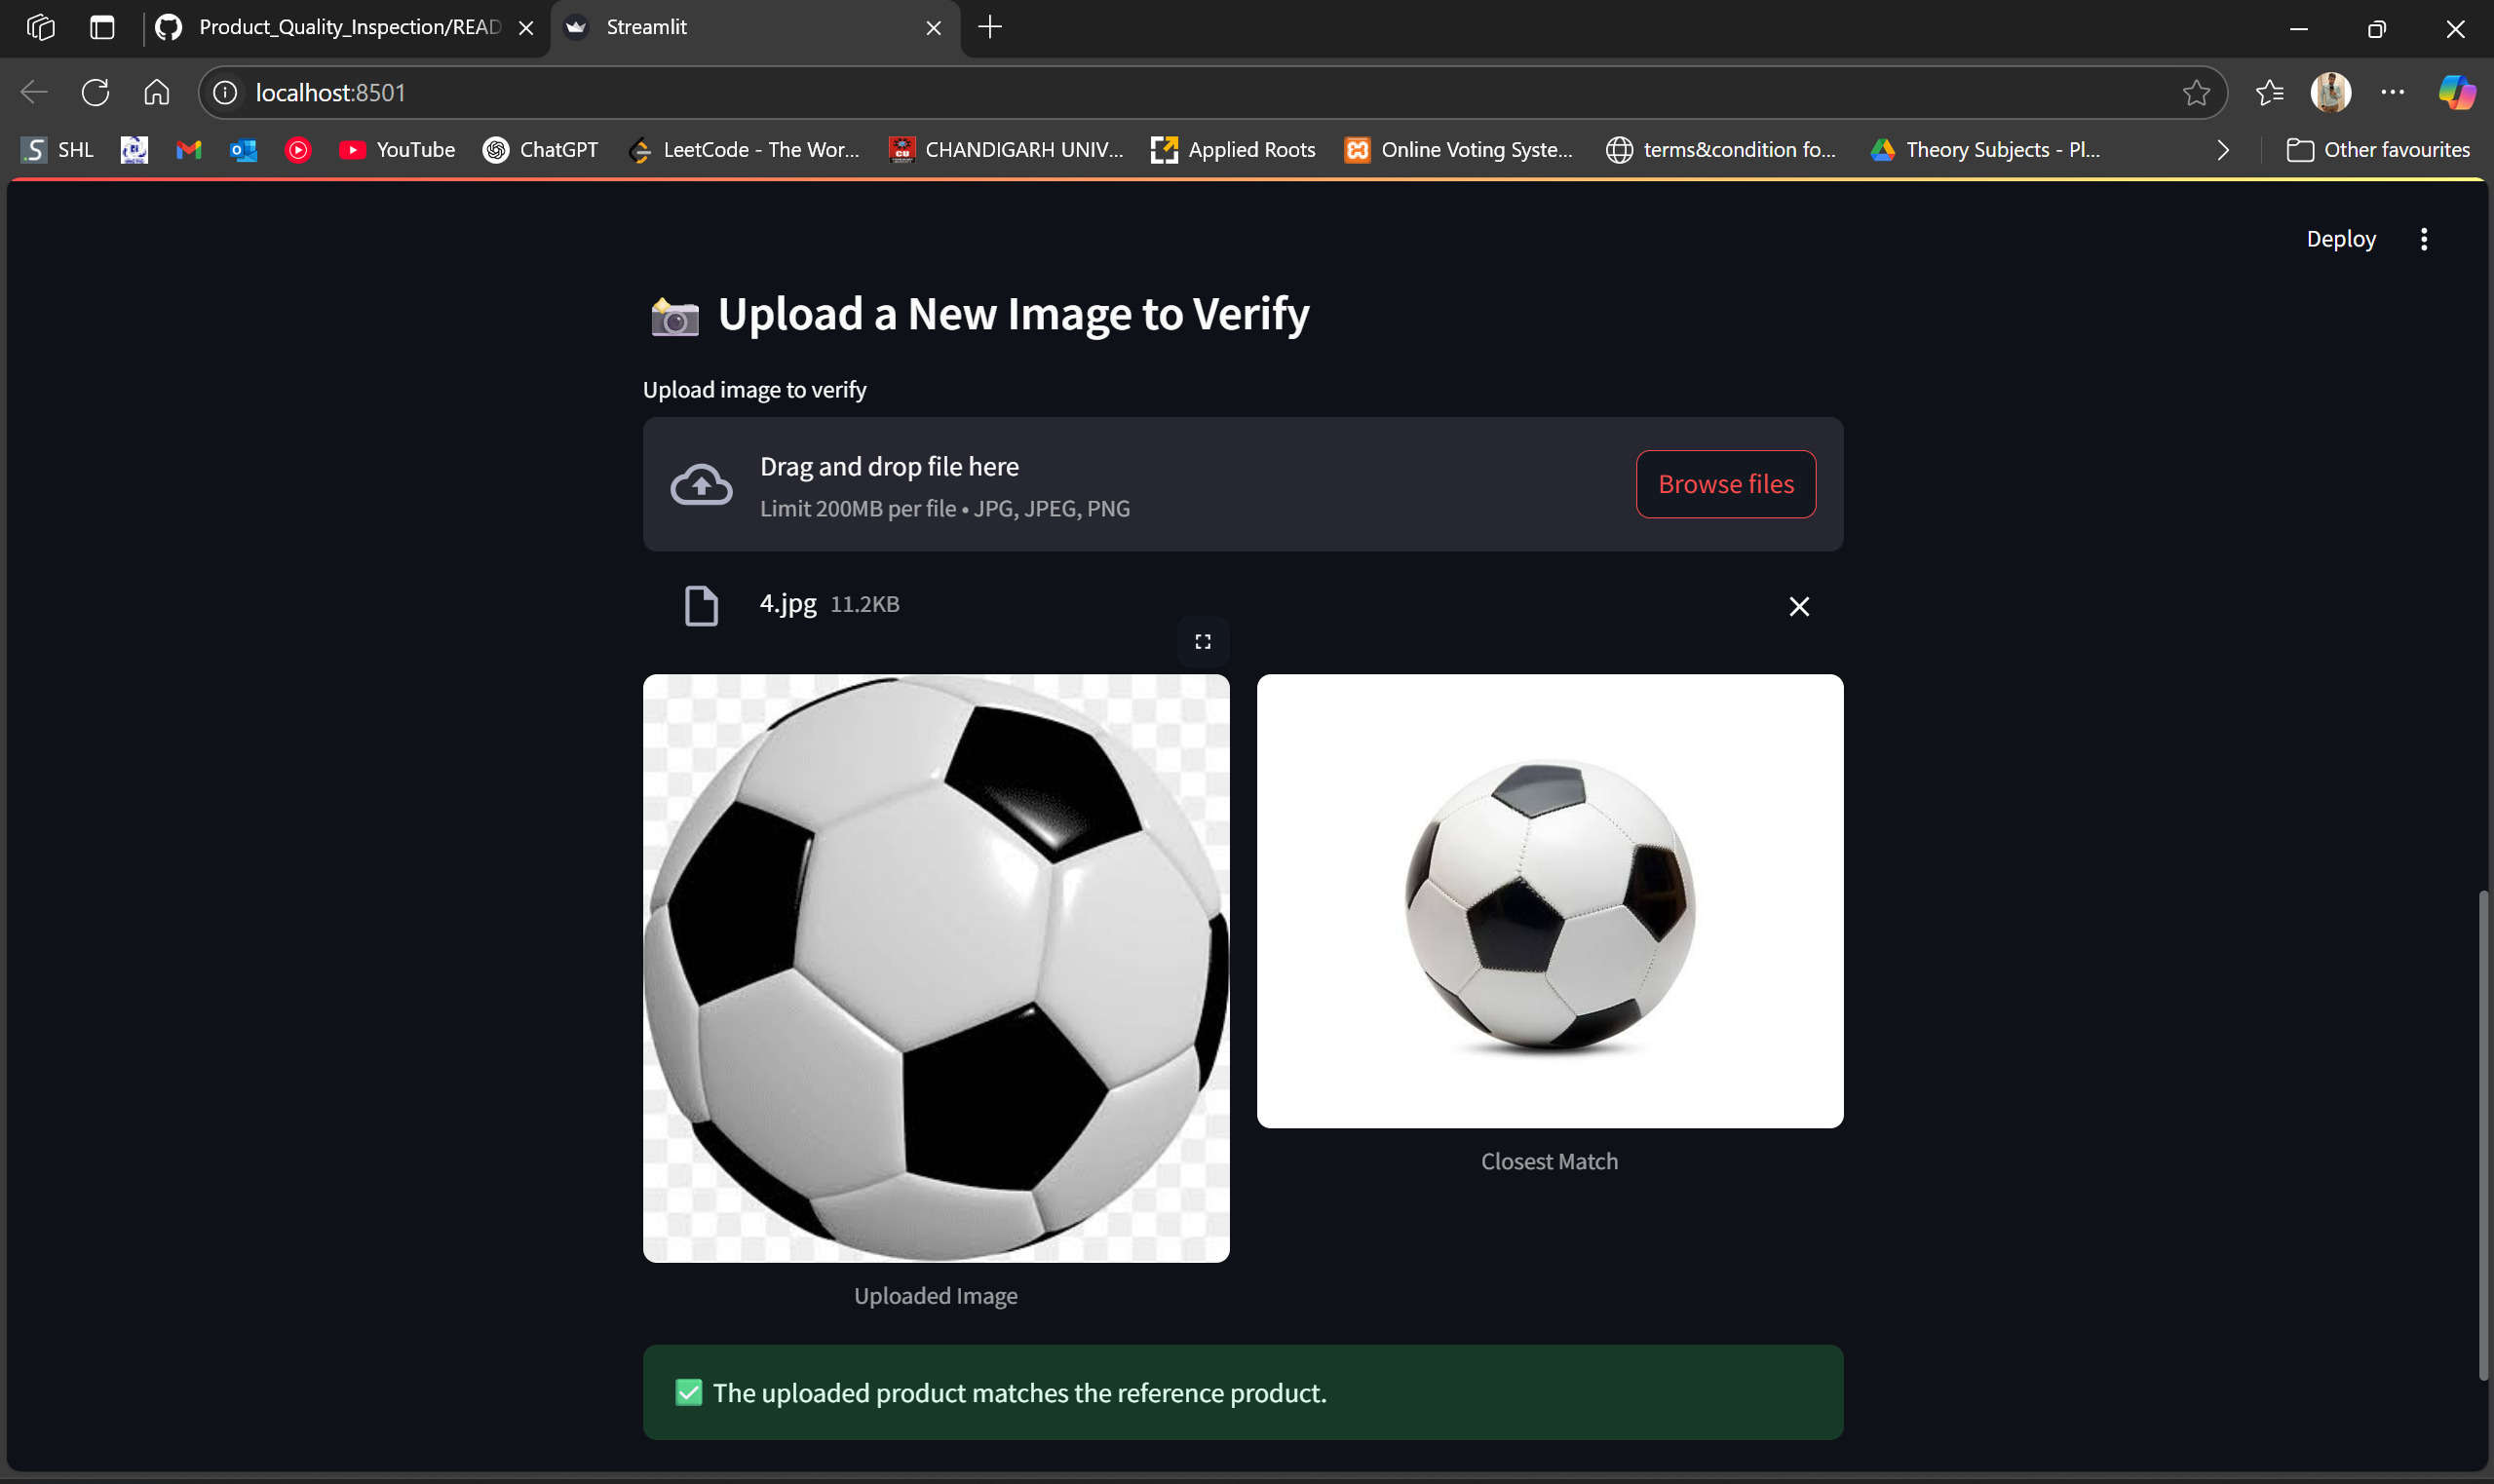 Product_Quality_Inspection/READ
Streamlit
localhost:8501
SHL
YouTube
ChatGPT
LeetCode - The Wor...
CHANDIGARH UNIV...
Applied Roots
Online Voting Syste...
terms&condition fo...
Theory Subjects - Pl...
Other favourites
Deploy
Upload a New Image to Verify
Upload image to verify
Drag and drop file here
Limit 200MB per file • JPG, JPEG, PNG
Browse files
4.jpg 11.2KB
Closest Match
Uploaded Image
The uploaded product matches the reference product.